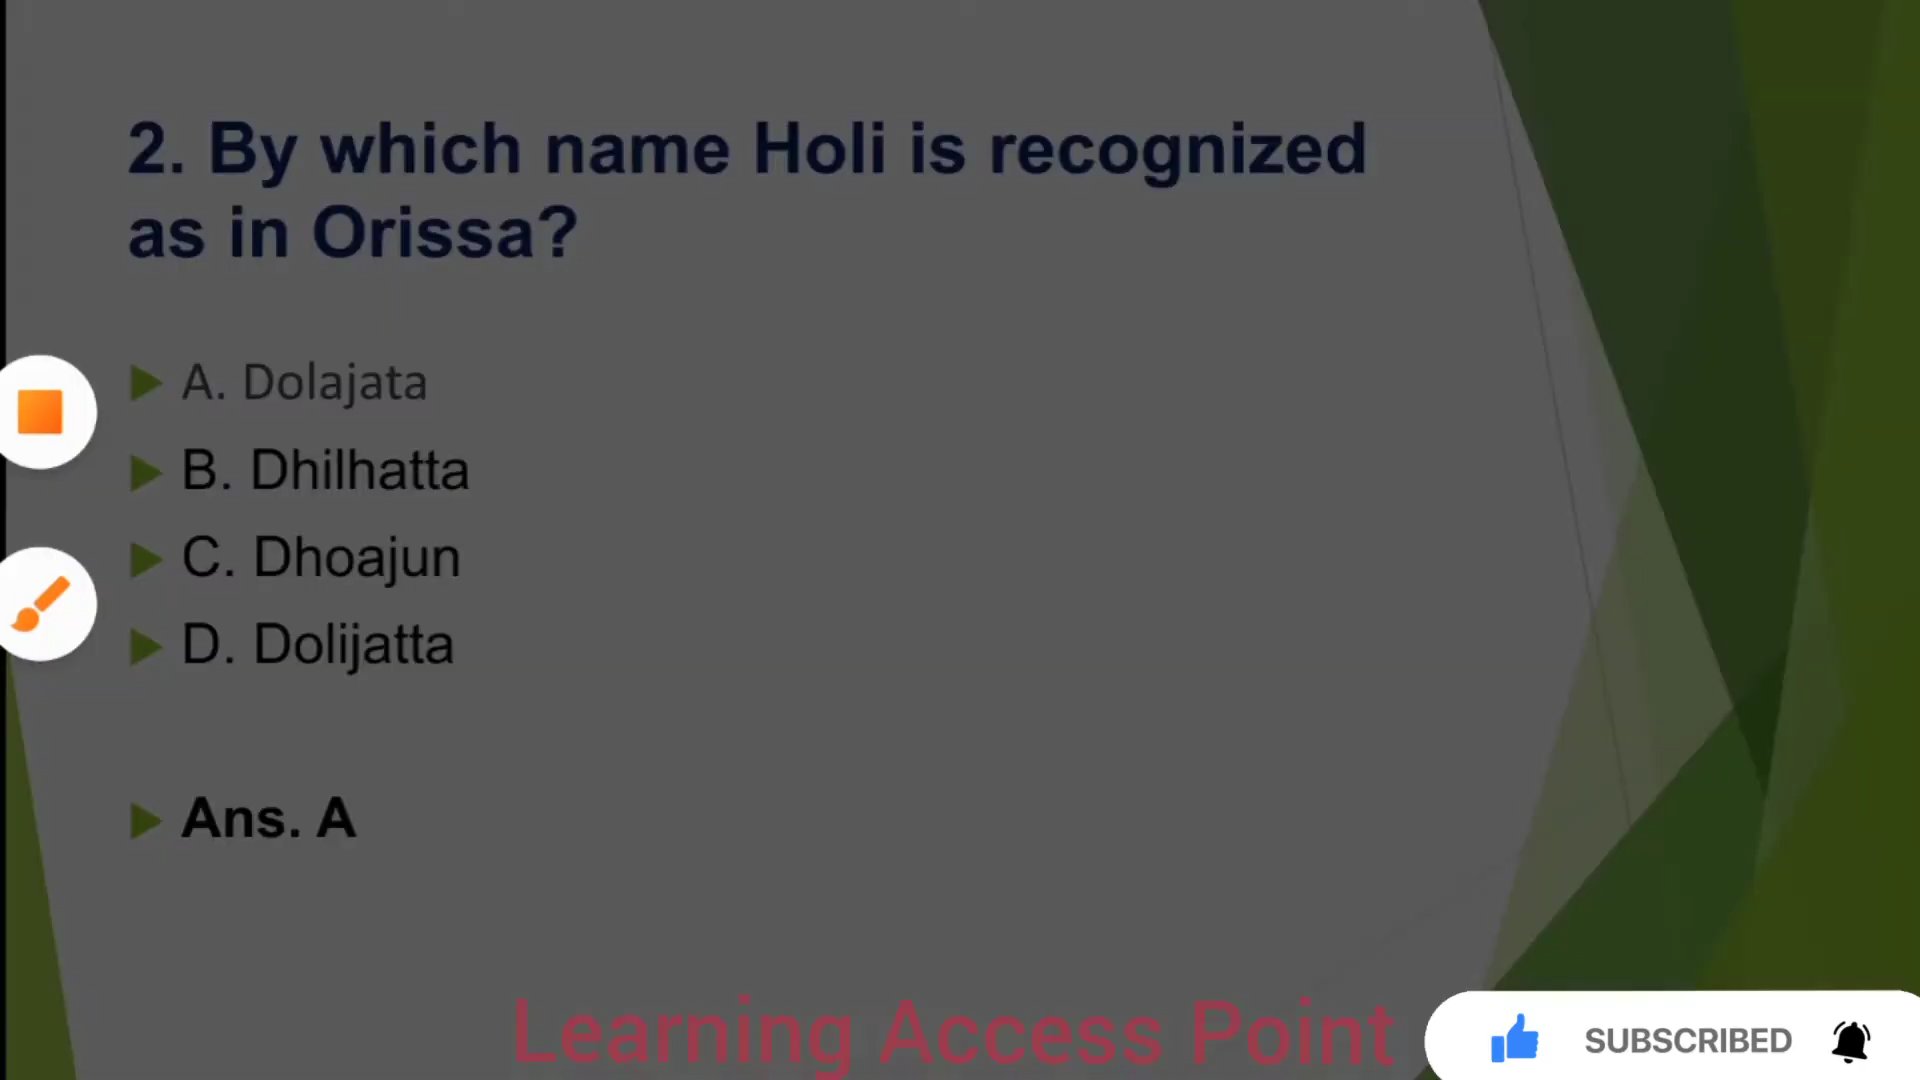 2. By which name Holi is recognized
as in Orissa?
A. Dolajata
B. Dhilhatta
C. Dhoajun
D. Dolijatta
Ans. A
Learning Access Point
SUBSCRIBED